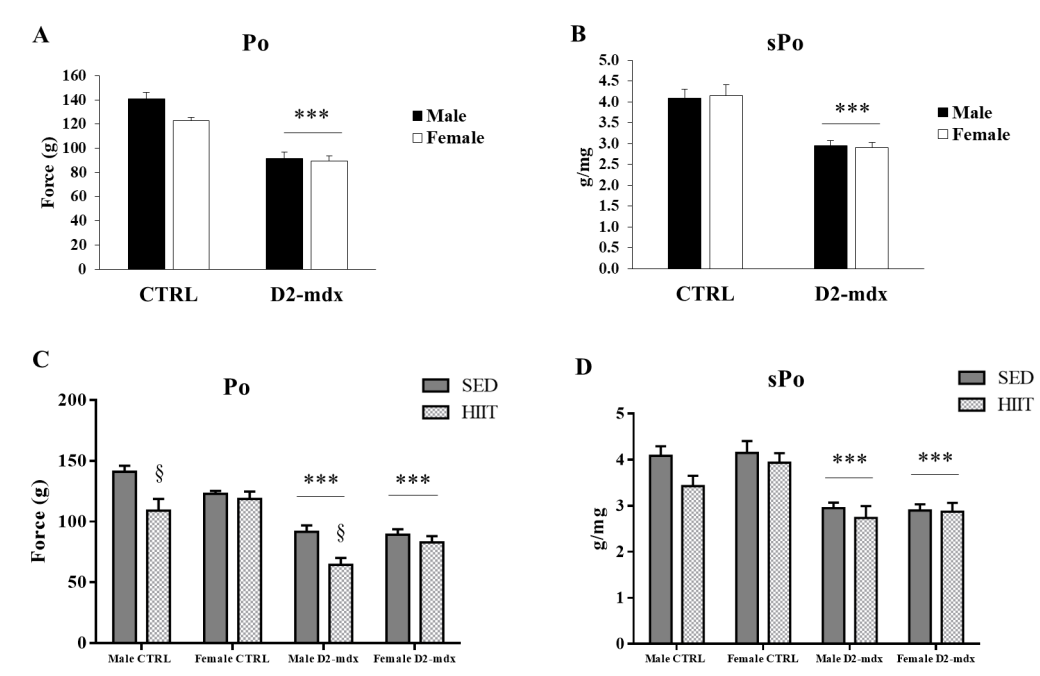 A
Po
160
140
120
100
80
60
40
20
0
Force (g)
***
Male
Female
CTRL
D2-mdx
B
sPo
5.0
4.5
4.0
3.5
3.0
2.5
2.0
1.5
1.0
0.5
0.0
g/mg
***
Male
Female
CTRL
D2-mdx
C
Po
SED
HIIT
200
150
100
50
0
Force (g)
§
***
§
***
Male CTRL
Female CTRL
Male D2-mdx
Female D2-mdx
D
sPo
SED
HIIT
5
4
3
2
1
0
g/mg
***
***
Male CTRL
Female CTRL
Male D2-mdx
Female D2-mdx